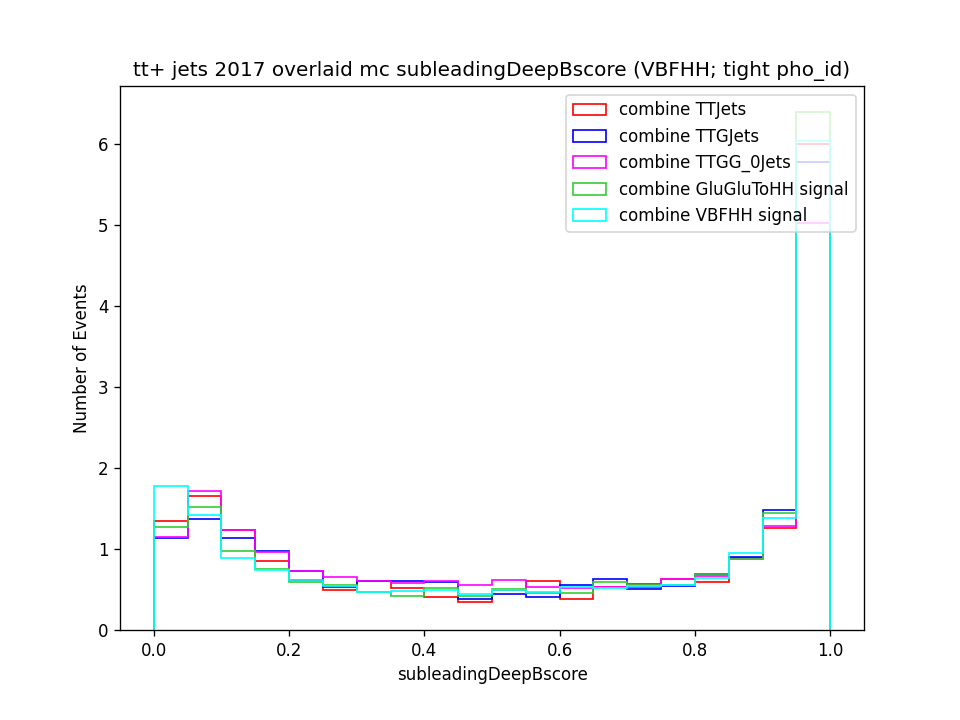 tt+ jets 2017 overlaid mc subleadingDeepBscore (VBFHH; tight pho_id)
combine TTJets
combine TTGJets
combine TTGG_0Jets
combine GluGluToHH signal
combine VBFHH signal
Number of Events
6
5
4
3
2
1
0
0.0 0.2 0.4 0.6 0.8 1.0
subleadingDeepBscore